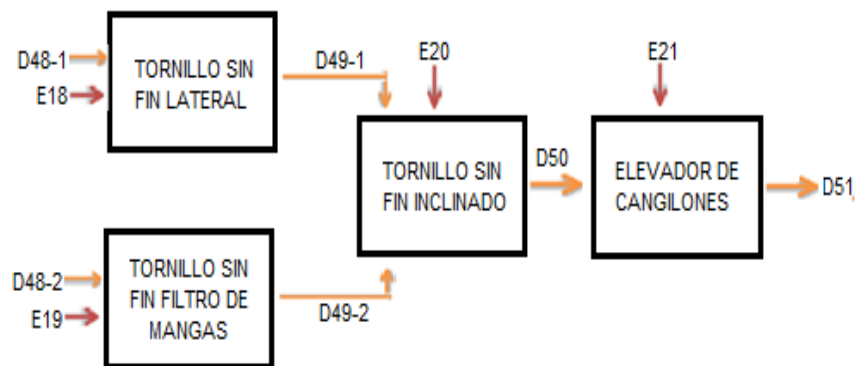 D48-1
E18
TORNILLO SIN
FIN LATERAL
D49-1
E20
E21
TORNILLO SIN
FIN INCLINADO
D50
ELEVADOR DE
CANGILONES
D51
D48-2
E19
TORNILLO SIN
FIN FILTRO DE
MANGAS
D49-2